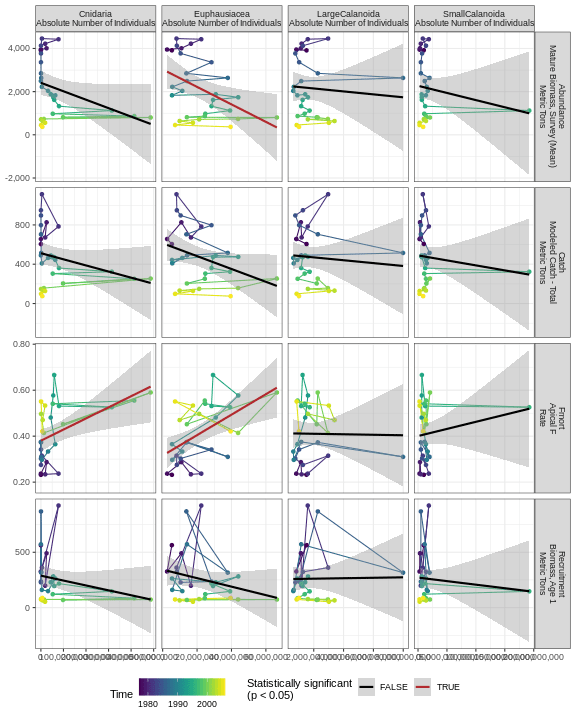 Cnidaria
Absolute Number of Individuals
Euphausiacea
Absolute Number of Individuals
LargeCalanoida
Absolute Number of Individuals
SmallCalanoida
Absolute Number of Individuals
4,000
2,000
0
-2,000
Abundance
Mature Biomass, Survey (Mean)
Metric Tons
800
400
0
Catch
Modeled Catch - Total
Metric Tons
0.80
0.60
0.40
0.20
Fmort
Apical F
Rate
500
0
Recruitment
Biomass, Age 1
Metric Tons
Time
1980 1990 2000
Statistically significant
(p < 0.05)
FALSE
TRUE